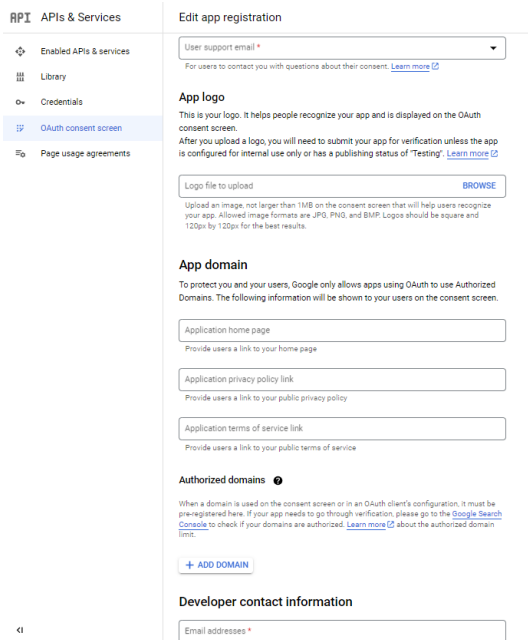 API APIs & Services
Edit app registration
Enabled APIs & services
Library
Credentials
OAuth consent screen
Page usage agreements
User support email *
For users to contact you with questions about their consent. Learn more
App logo
This is your logo. It helps people recognize your app and is displayed on the OAuth
consent screen.
After you upload a logo, you will need to submit your app for verification unless the app
is configured for internal use only or has a publishing status of "Testing". Learn more
Logo file to upload
BROWSE
Upload an image, not larger than 1MB on the consent screen that will help users recognize
your app. Allowed image formats are JPG, PNG, and BMP. Logos should be square and
120px by 120px for the best results.
App domain
To protect you and your users, Google only allows apps using OAuth to use Authorized
Domains. The following information will be shown to your users on the consent screen.
Application home page
Provide users a link to your home page
Application privacy policy link
Provide users a link to your public privacy policy
Application terms of service link
Provide users a link to your public terms of service
Authorized domains ?
When a domain is used on the consent screen or in an OAuth client's configuration, it must be
pre-registered here. If your app needs to go through verification, please go to the Google Search
Console to check if your domains are authorized. Learn more about the authorized domain
limit.
+ ADD DOMAIN
Developer contact information
Email addresses *